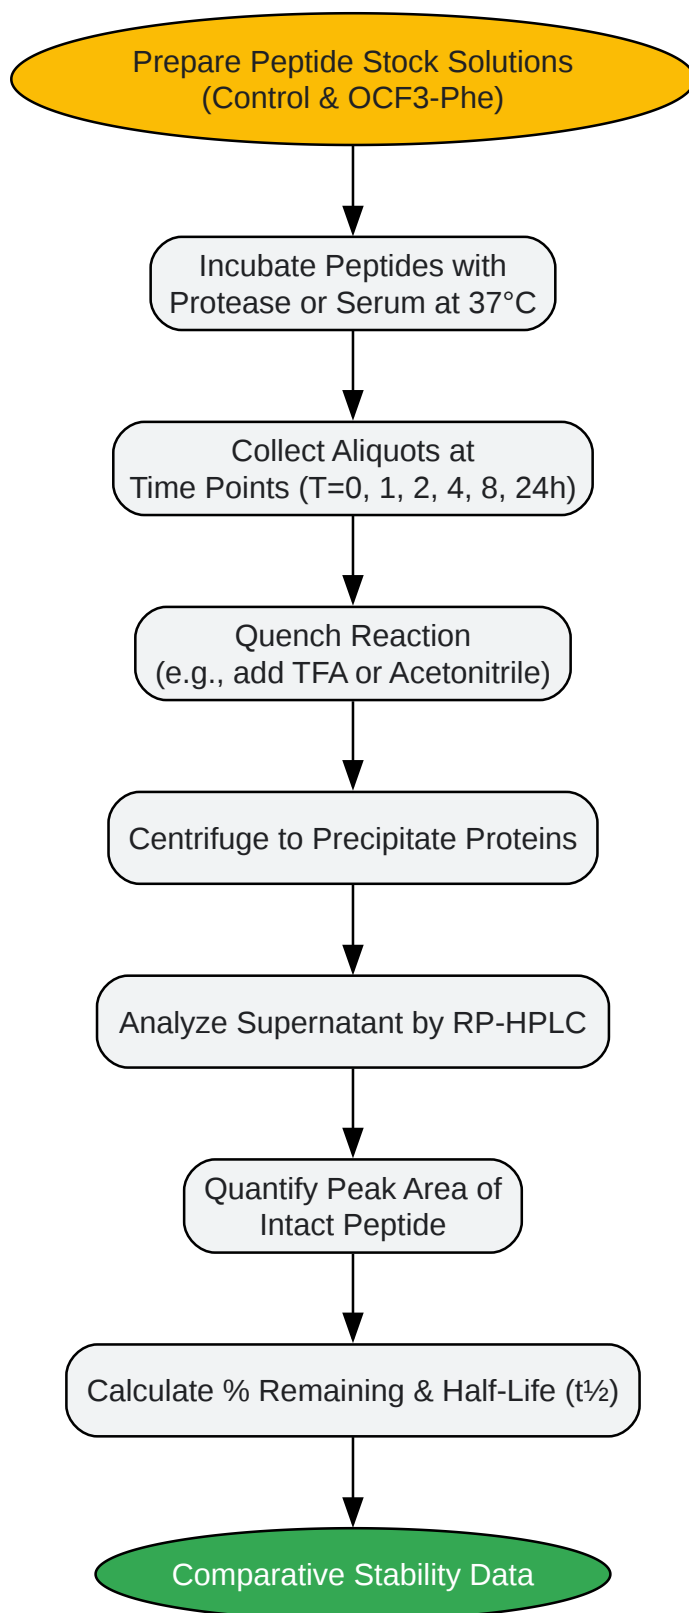 Prepare Peptide Stock Solutions
(Control & OCF3-Phe)
Incubate Peptides with
Protease or Serum at 37°C
Collect Aliquots at
Time Points (T=0, 1, 2, 4, 8, 24h)
Quench Reaction
(e.g., add TFA or Acetonitrile)
Centrifuge to Precipitate Proteins
Analyze Supernatant by RP-HPLC
Quantify Peak Area of
Intact Peptide
Calculate % Remaining & Half-Life (t½)
Comparative Stability Data